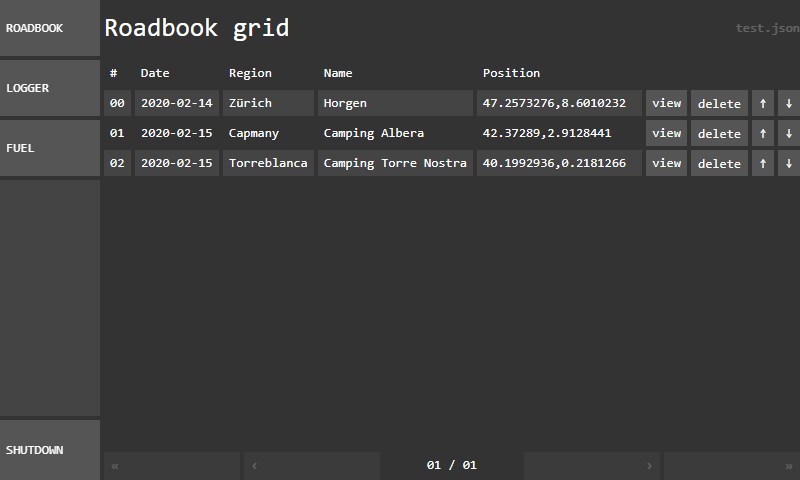 ROADBOOK
LOGGER
FUEL
SHUTDOWN
Roadbook grid
test.json
# Date Region Name Position
00 2020-02-14 Zürich Horgen 47.2573276,8.6010232 view delete ↑ ↓
01 2020-02-15 Capmany Camping Albera 42.37289,2.9128441 view delete ↑ ↓
02 2020-02-15 Torreblanca Camping Torre Nostra 40.1992936,0.2181266 view delete ↑ ↓
« ‹ 01 / 01 › »